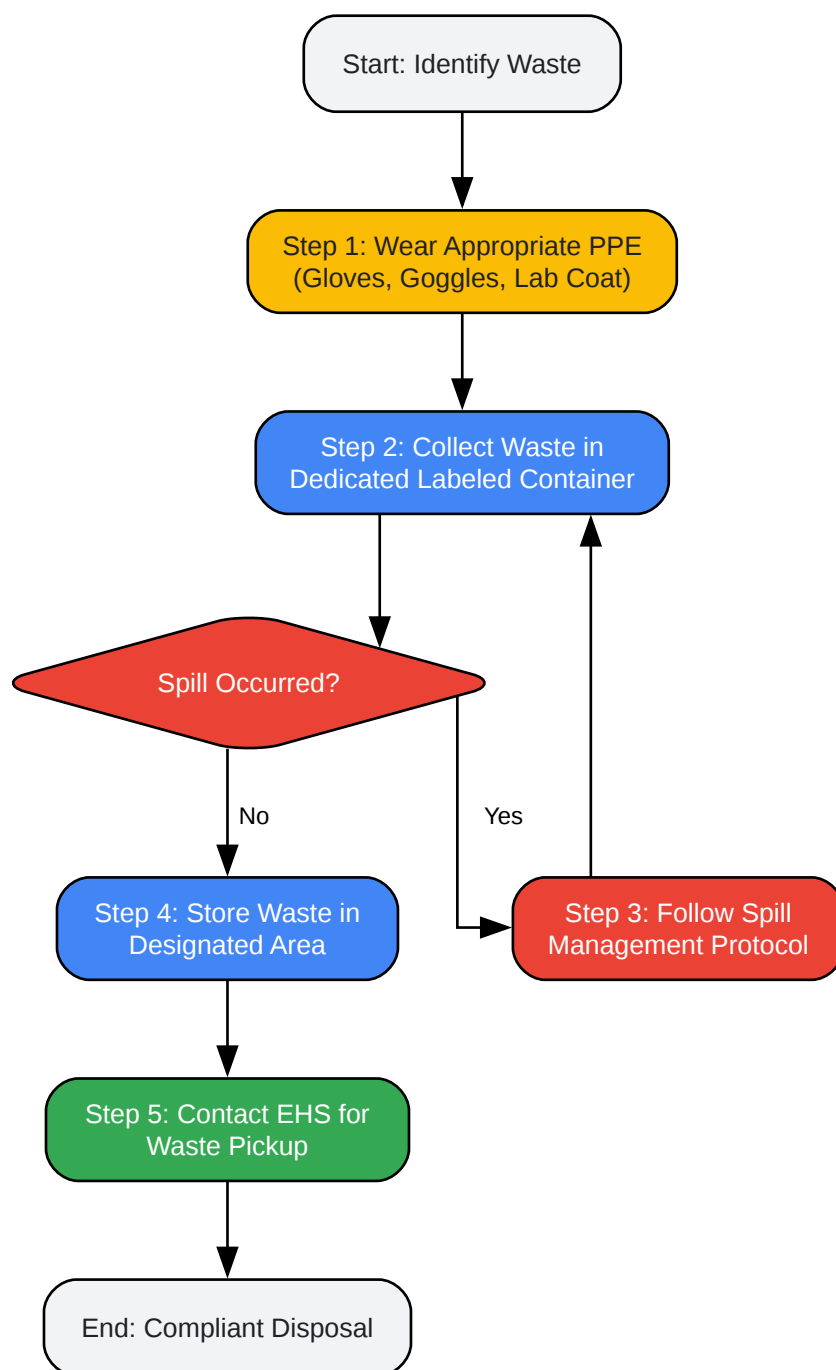 Start: Identify Waste
Step 1: Wear Appropriate PPE
(Gloves, Goggles, Lab Coat)
Step 2: Collect Waste in
Dedicated Labeled Container
Spill Occurred?
No
Yes
Step 4: Store Waste in
Designated Area
Step 3: Follow Spill
Management Protocol
Step 5: Contact EHS for
Waste Pickup
End: Compliant Disposal